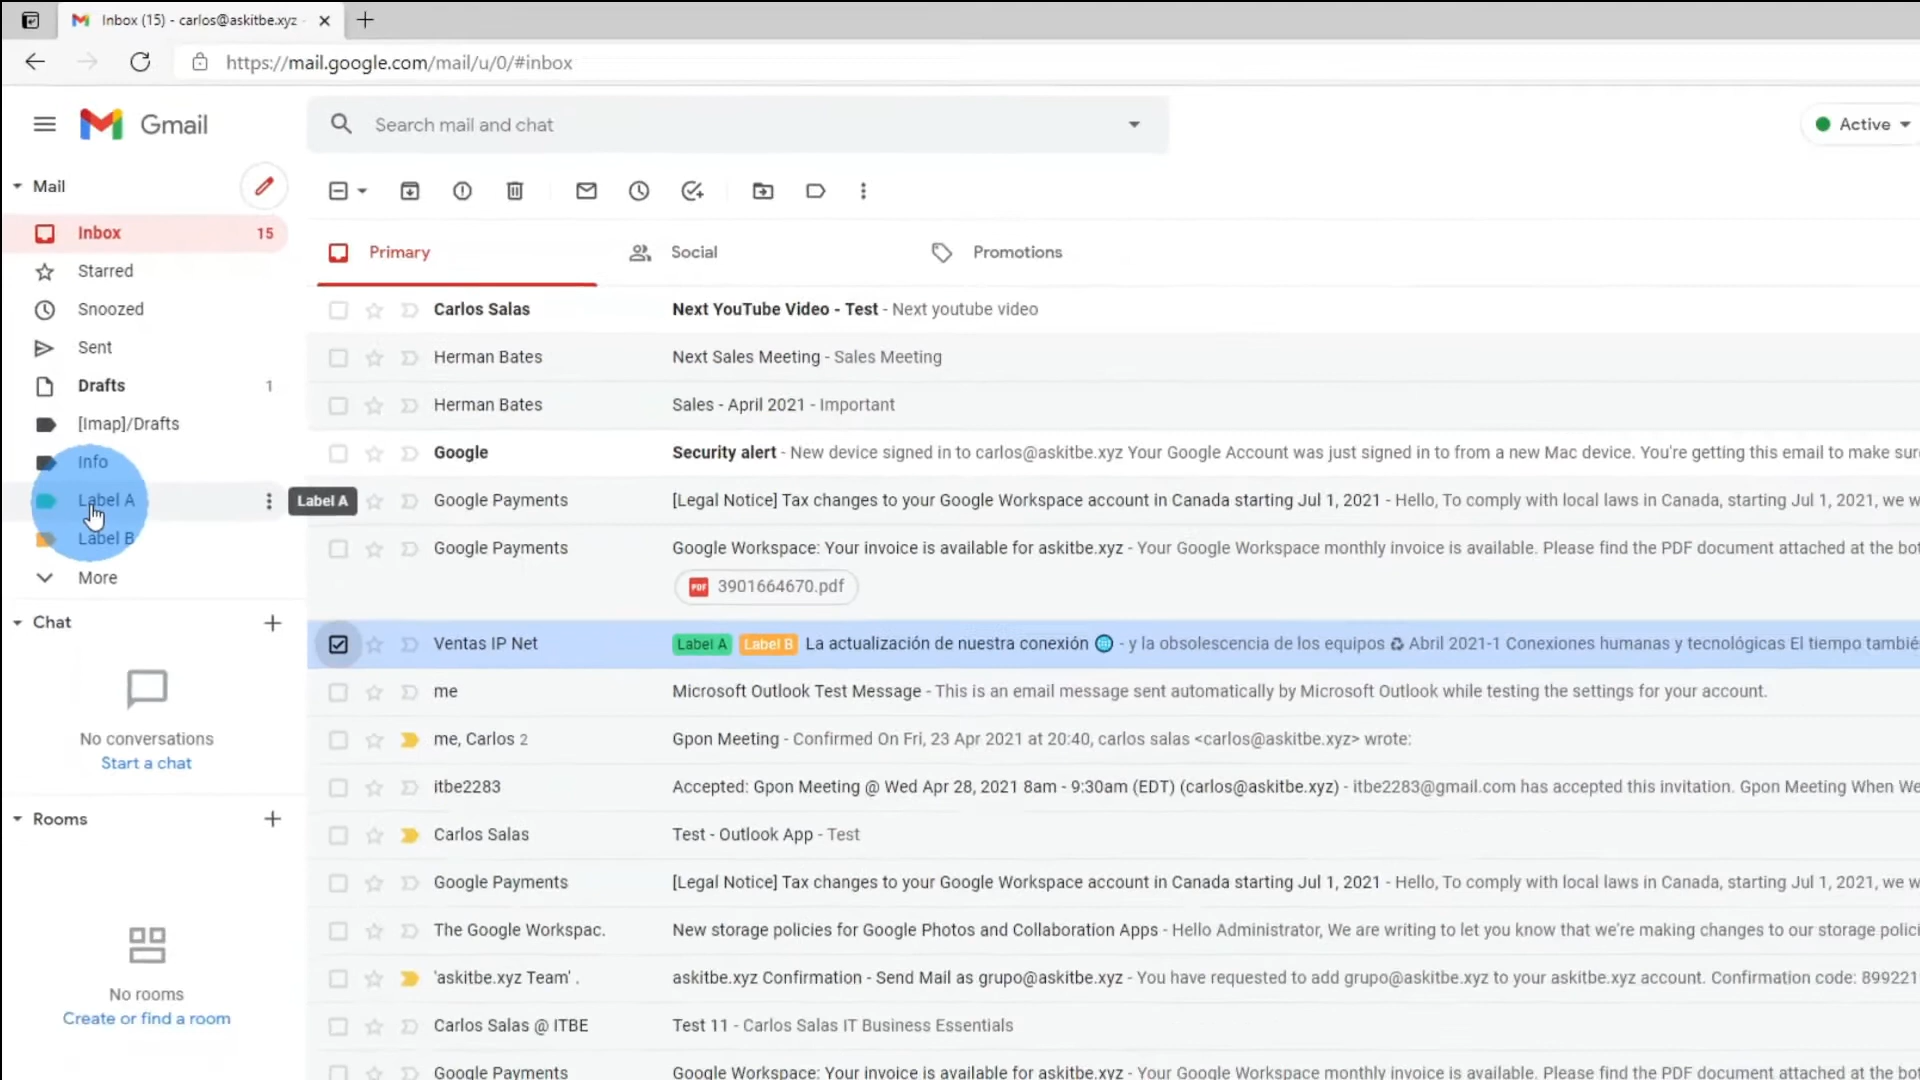 Inbox (15) - carlos@askitbe.xyz
https://mail.google.com/mail/u/0/#inbox
Gmail
Search mail and chat
Active
Mail
Inbox 15
Starred
Snoozed
Sent
Drafts 1
[Imap]/Drafts
Info
Label A
Label A
Label B
More
Chat
No conversations
Start a chat
Rooms
No rooms
Create or find a room
Primary Social Promotions
Carlos Salas Next YouTube Video - Test - Next youtube video
Herman Bates Next Sales Meeting - Sales Meeting
Herman Bates Sales - April 2021 - Important
Google Security alert - New device signed in to carlos@askitbe.xyz Your Google Account was just signed in to from a new Mac device. You're getting this email to make sur
Google Payments [Legal Notice] Tax changes to your Google Workspace account in Canada starting Jul 1, 2021 - Hello, To comply with local laws in Canada, starting Jul 1, 2021, we w
Google Payments Google Workspace: Your invoice is available for askitbe.xyz - Your Google Workspace monthly invoice is available. Please find the PDF document attached at the bot
PDF 3901664670.pdf
Ventas IP Net Label A Label B La actualización de nuestra conexión 🌐 - y la obsolescencia de los equipos ♻ Abril 2021-1 Conexiones humanas y tecnológicas El tiempo tambié
me Microsoft Outlook Test Message - This is an email message sent automatically by Microsoft Outlook while testing the settings for your account.
me, Carlos 2 Gpon Meeting - Confirmed On Fri, 23 Apr 2021 at 20:40, carlos salas <carlos@askitbe.xyz> wrote:
itbe2283 Accepted: Gpon Meeting @ Wed Apr 28, 2021 8am - 9:30am (EDT) (carlos@askitbe.xyz) - itbe2283@gmail.com has accepted this invitation. Gpon Meeting When We
Carlos Salas Test - Outlook App - Test
Google Payments [Legal Notice] Tax changes to your Google Workspace account in Canada starting Jul 1, 2021 - Hello, To comply with local laws in Canada, starting Jul 1, 2021, we w
The Google Workspac. New storage policies for Google Photos and Collaboration Apps - Hello Administrator, We are writing to let you know that we're making changes to our storage polici
'askitbe.xyz Team' . askitbe.xyz Confirmation - Send Mail as grupo@askitbe.xyz - You have requested to add grupo@askitbe.xyz to your askitbe.xyz account. Confirmation code: 899221
Carlos Salas @ ITBE Test 11 - Carlos Salas IT Business Essentials
Google Payments Google Workspace: Your invoice is available for askitbe.xyz - Your Google Workspace monthly invoice is available. Please find the PDF document attached at the bot